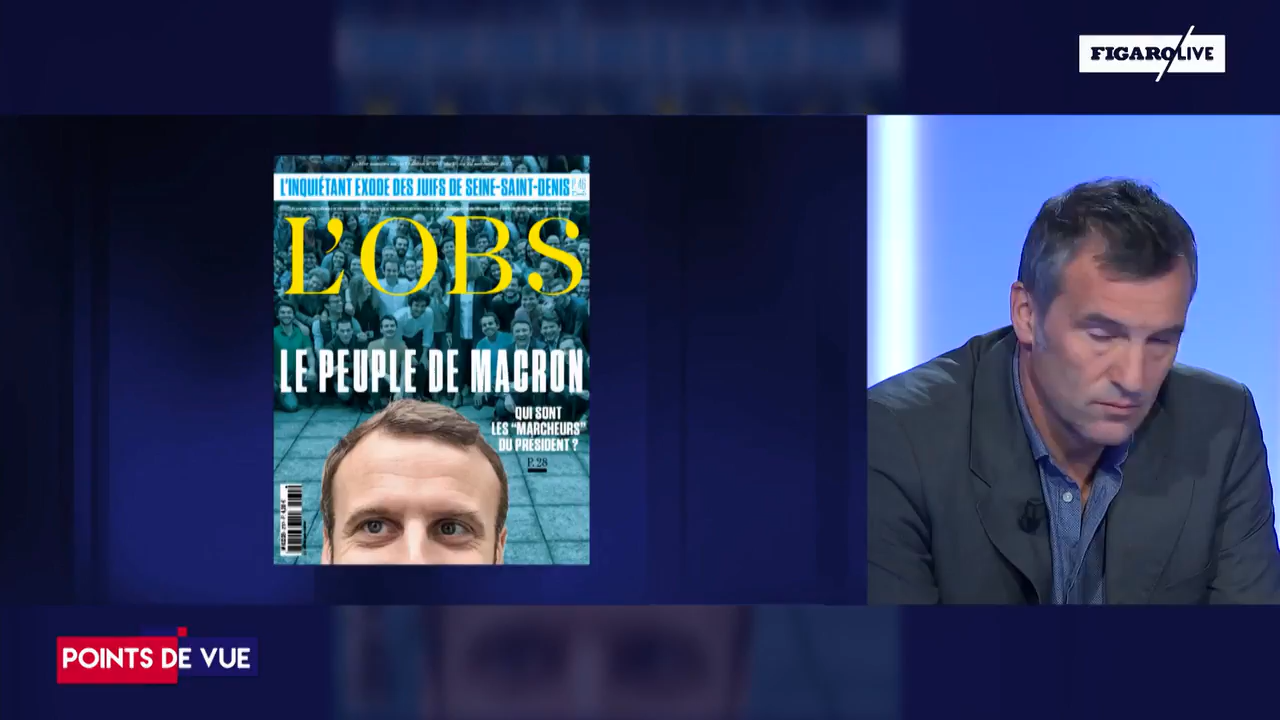 FIGARO LIVE
L'INQUIÉTANT EXODE DES JUIFS DE SEINE-SAINT-DENIS P. 46
L'OBS
LE PEUPLE DE MACRON
QUI SONT
LES "MARCHEURS"
DU PRÉSIDENT ?
P. 28
POINTS DE VUE